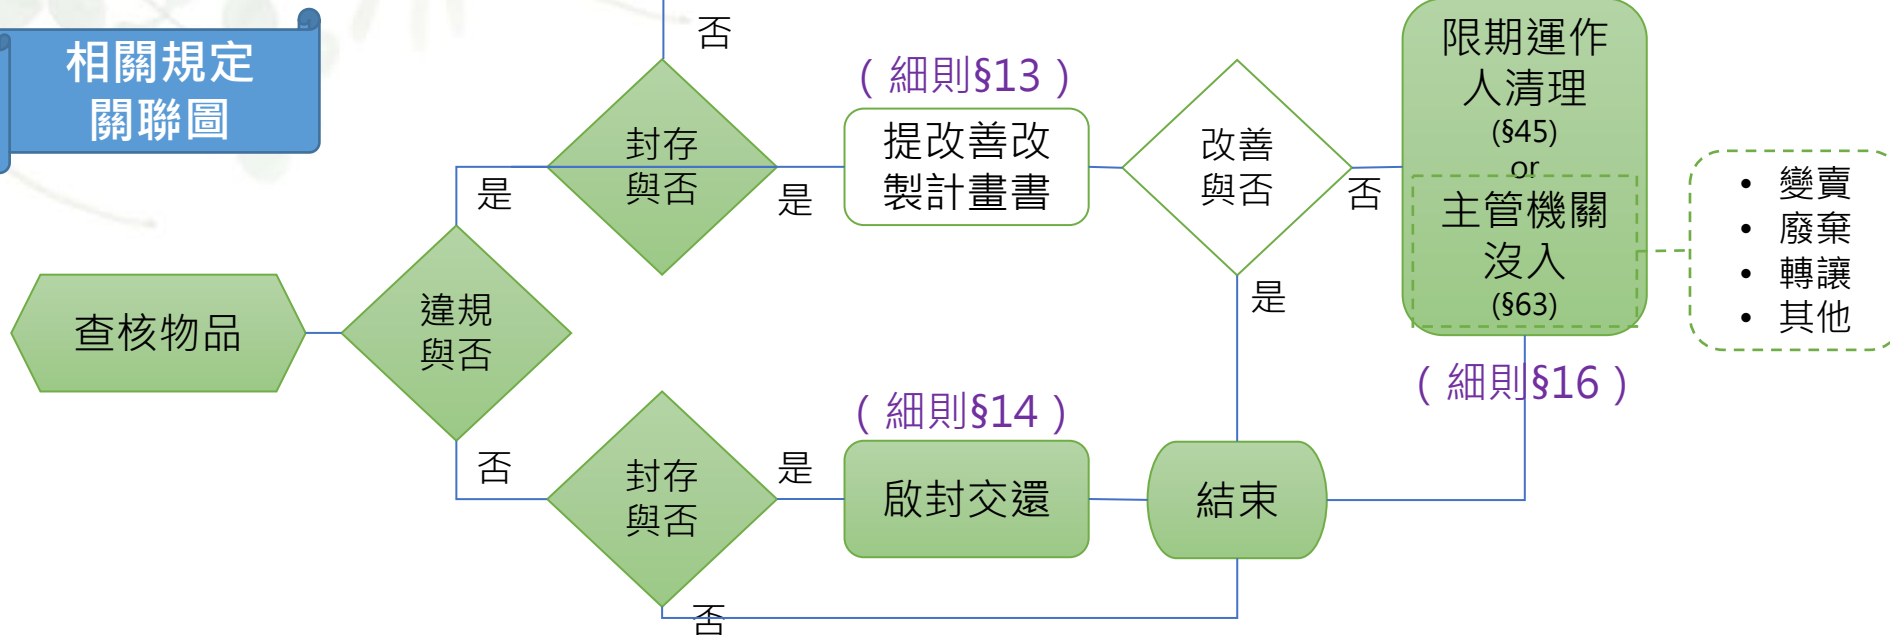 相關規定
關聯圖
否
(細則§13)
限期運作
人清理
(§45)
or
主管機關
沒入
(§63)
封存
與否
是
是
提改善改
製計畫書
改善
與否
否
是
• 變賣
• 廢棄
• 轉讓
• 其他
查核物品
違規
與否
(細則§16)
(細則§14)
否
封存
與否
是
啟封交還
結束
否